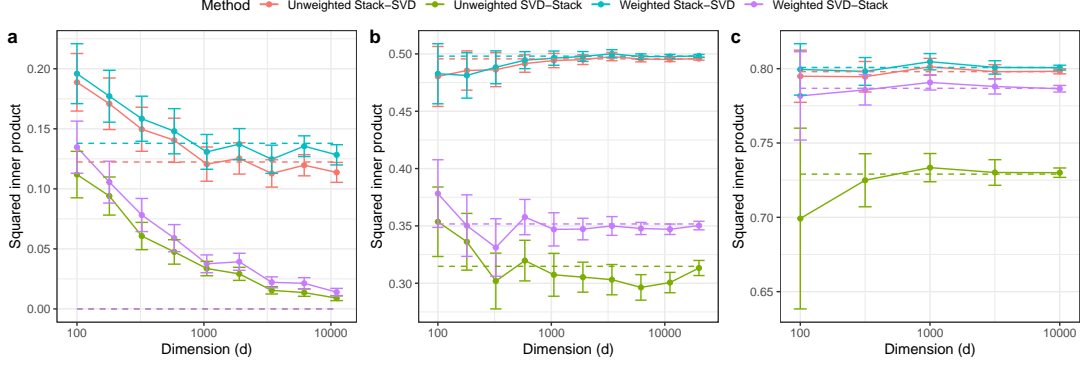 Method Unweighted Stack−SVD Unweighted SVD−Stack Weighted Stack−SVD Weighted SVD−Stack
a
Squared inner product
0.20
0.15
0.10
0.05
0.00
100 1000 10000
Dimension (d)
b
Squared inner product
0.50
0.45
0.40
0.35
0.30
100 1000 10000
Dimension (d)
c
Squared inner product
0.80
0.75
0.70
0.65
100 1000 10000
Dimension (d)